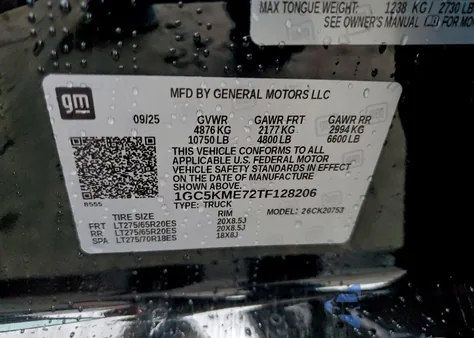 MAX TONGUE WEIGHT: 1238 KG / 2730 LB
SEE OWNER'S MANUAL FOR
gm
MFD BY GENERAL MOTORS LLC
09/25 GVWR GAWR FRT GAWR RR
4876 KG 2177 KG 2994 KG
10750 LB 4800 LB 6600 LB
THIS VEHICLE CONFORMS TO ALL
APPLICABLE U.S. FEDERAL MOTOR
VEHICLE SAFETY STANDARDS IN EFFECT
ON THE DATE OF MANUFACTURE
SHOWN ABOVE.
1GC5KME72TF128206
8555 TYPE: TRUCK
MODEL: 26CK20753
TIRE SIZE RIM
FRT LT275/65R20ES 20X8.5J
RR LT275/65R20ES 20X8.5J
SPA LT275/70R18ES 18X8J